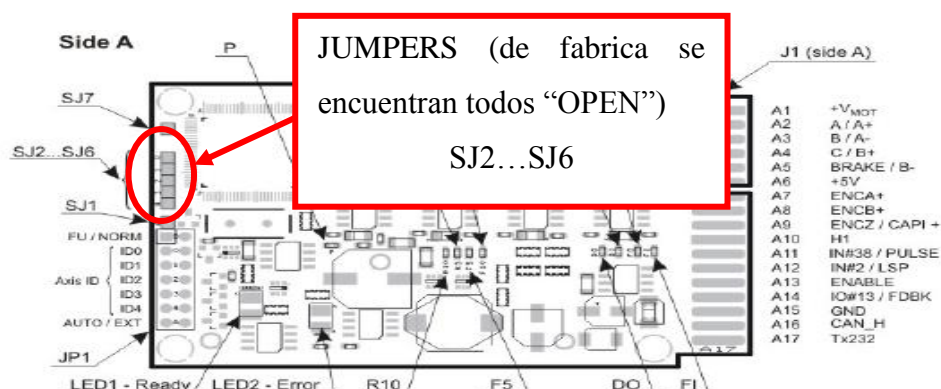 Side A
P
JUMPERS (de fabrica se
encuentran todos “OPEN”)
SJ2…SJ6
J1 (side A)
SJ7
SJ2...SJ6
SJ1
FU / NORM
ID0
ID1
Axis ID
ID2
ID3
ID4
AUTO / EXT
JP1
A1 +VMOT
A2 A / A+
A3 B / A-
A4 C / B+
A5 BRAKE / B-
A6 +5V
A7 ENCA+
A8 ENCB+
A9 ENCZ / CAPI +
A10 H1
A11 IN#38 / PULSE
A12 IN#2 / LSP
A13 ENABLE
A14 IO#13 / FDBK
A15 GND
A16 CAN_H
A17 Tx232
A17
LED1 - Ready
LED2 - Error
R10
F5
DO
FI